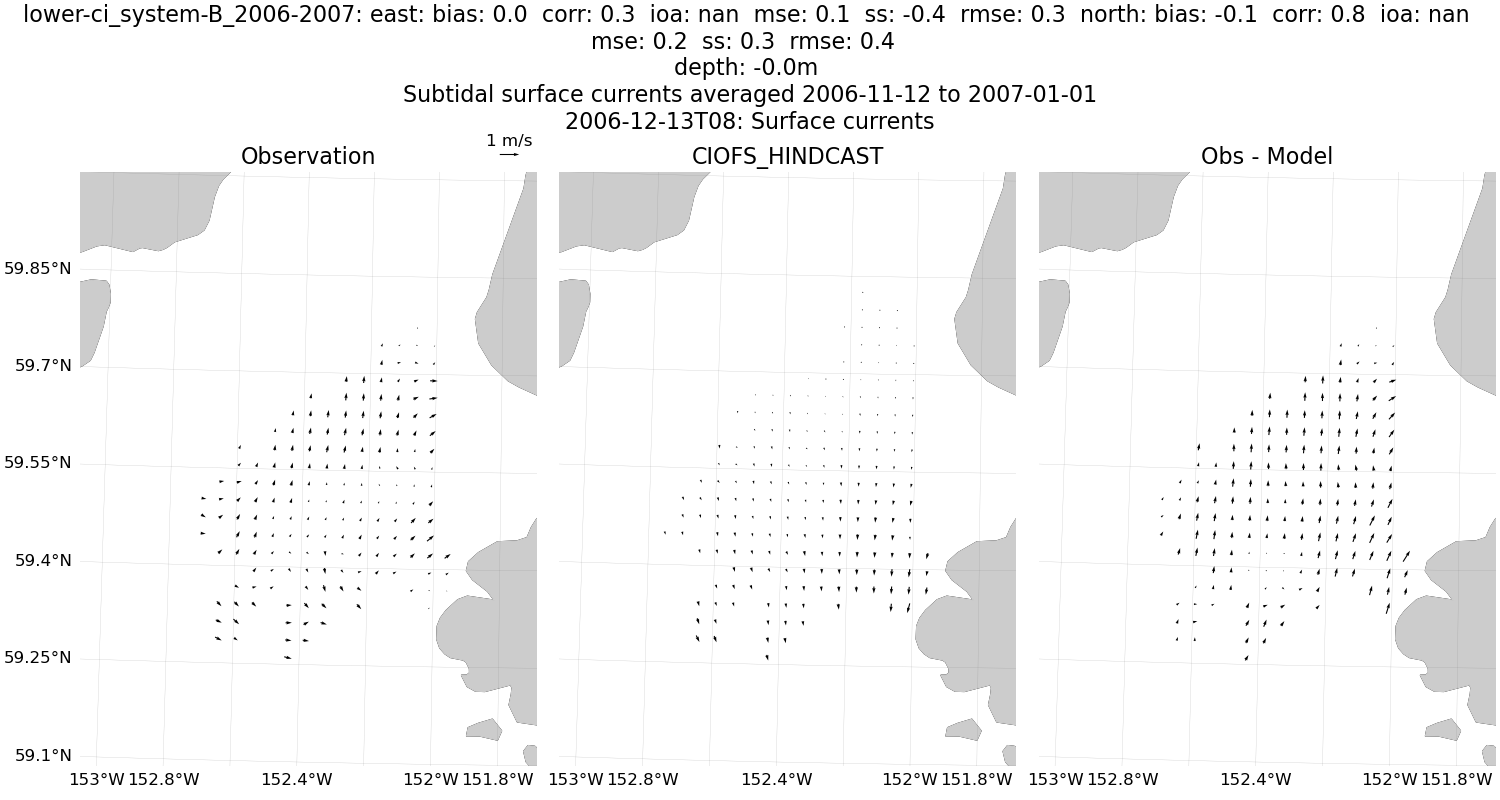 lower-ci_system-B_2006-2007: east: bias: 0.0 corr: 0.3 ioa: nan mse: 0.1 ss: -0.4 rmse: 0.3 north: bias: -0.1 corr: 0.8 ioa: nan
mse: 0.2 ss: 0.3 rmse: 0.4
depth: -0.0m
Subtidal surface currents averaged 2006-11-12 to 2007-01-01
2006-12-13T08: Surface currents
Observation
1 m/s
CIOFS_HINDCAST
Obs - Model
59.85°N
59.7°N
59.55°N
59.4°N
59.25°N
59.1°N
153°W 152.8°W 152.4°W 152°W 151.8°W
153°W 152.8°W 152.4°W 152°W 151.8°W
153°W 152.8°W 152.4°W 152°W 151.8°W